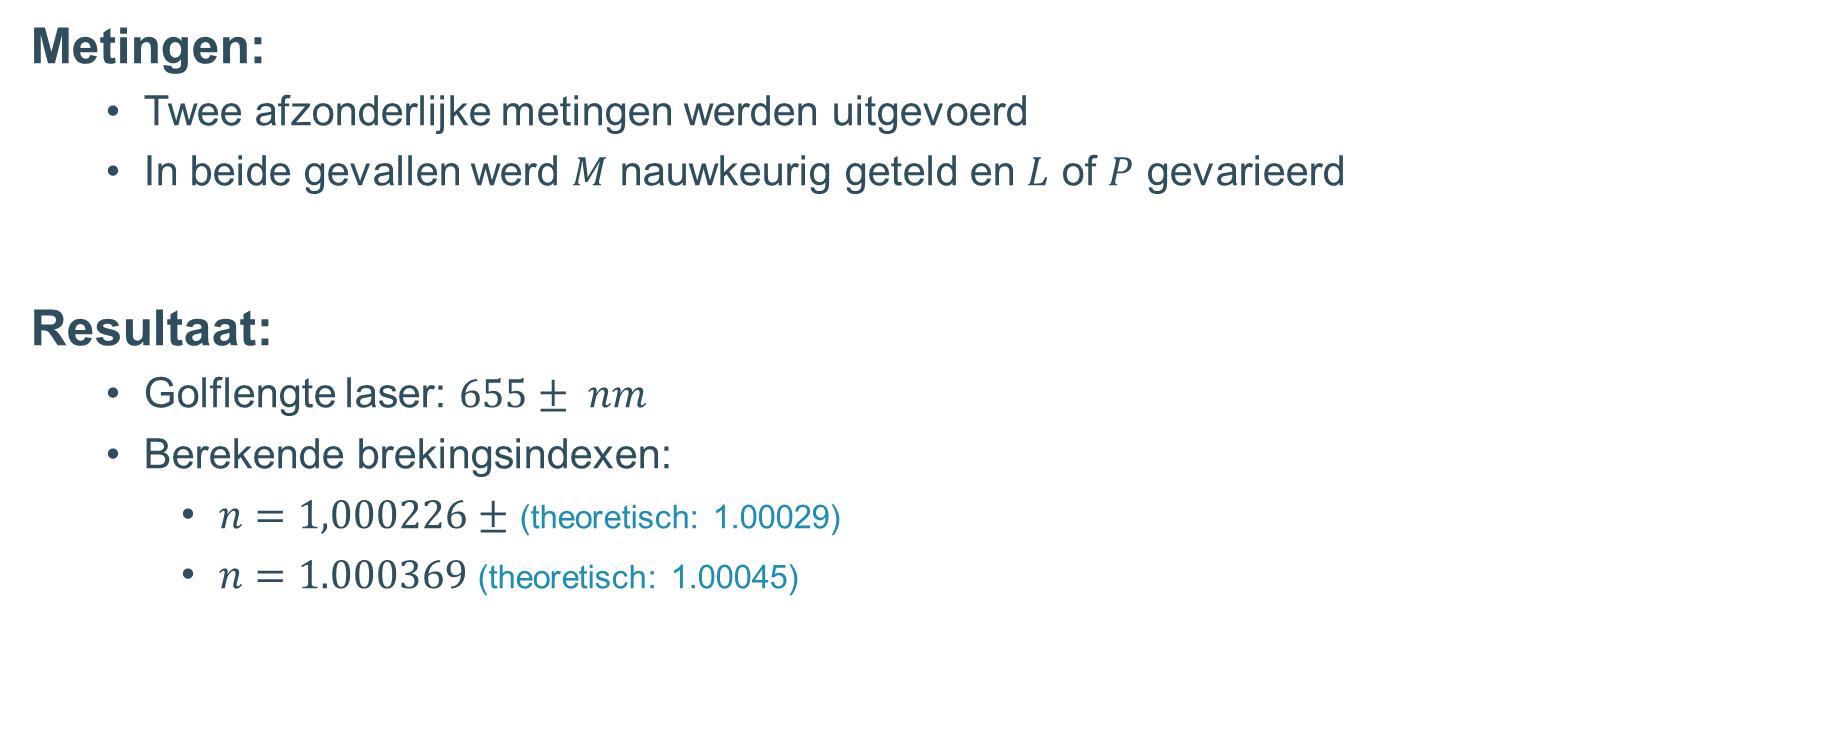 Metingen:
• Twee afzonderlijke metingen werden uitgevoerd
• In beide gevallen werd M nauwkeurig geteld en L of P gevarieerd
Resultaat:
• Golflengte laser: 655 ± nm
• Berekende brekingsindexen:
• n = 1,000226 ± (theoretisch: 1.00029)
• n = 1.000369 (theoretisch: 1.00045)